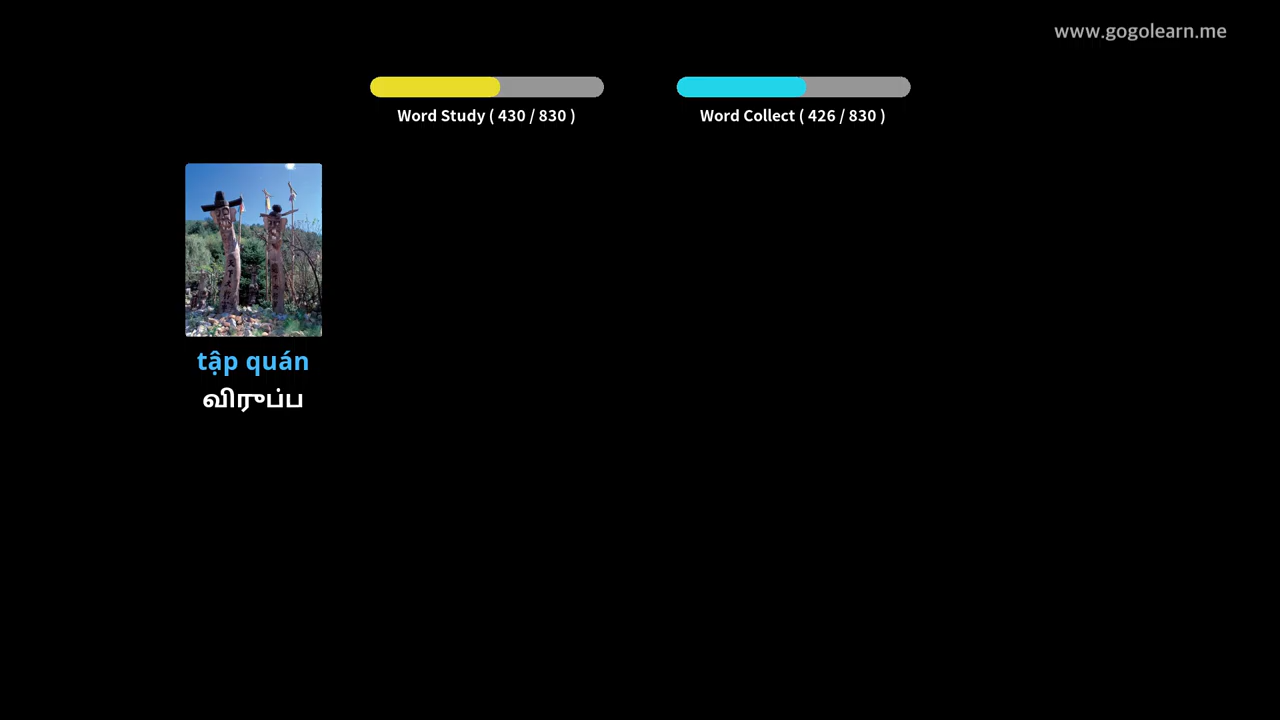 www.gogolearn.me
Word Study ( 430 / 830 )
Word Collect ( 426 / 830 )
tập quán
விருப்ப